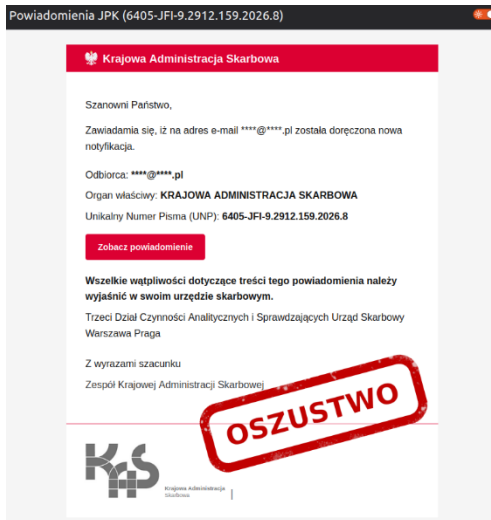 Powiadomienia JPK (6405-JFI-9.2912.159.2026.8)
Krajowa Administracja Skarbowa
Szanowni Państwo,
Zawiadamia się, iż na adres e-mail ****@****.pl została doręczona nowa
notyfikacja.
Odbiorca: ****@****.pl
Organ właściwy: KRAJOWA ADMINISTRACJA SKARBOWA
Unikalny Numer Pisma (UNP): 6405-JFI-9.2912.159.2026.8
Zobacz powiadomienie
Wszelkie wątpliwości dotyczące treści tego powiadomienia należy
wyjaśnić w swoim urzędzie skarbowym.
Trzeci Dział Czynności Analitycznych i Sprawdzających Urząd Skarbowy
Warszawa Praga
Z wyrazami szacunku
Zespół Krajowej Administracji Skarbowej
OSZUSTWO
KAS
Krajowa Administracja
Skarbowa